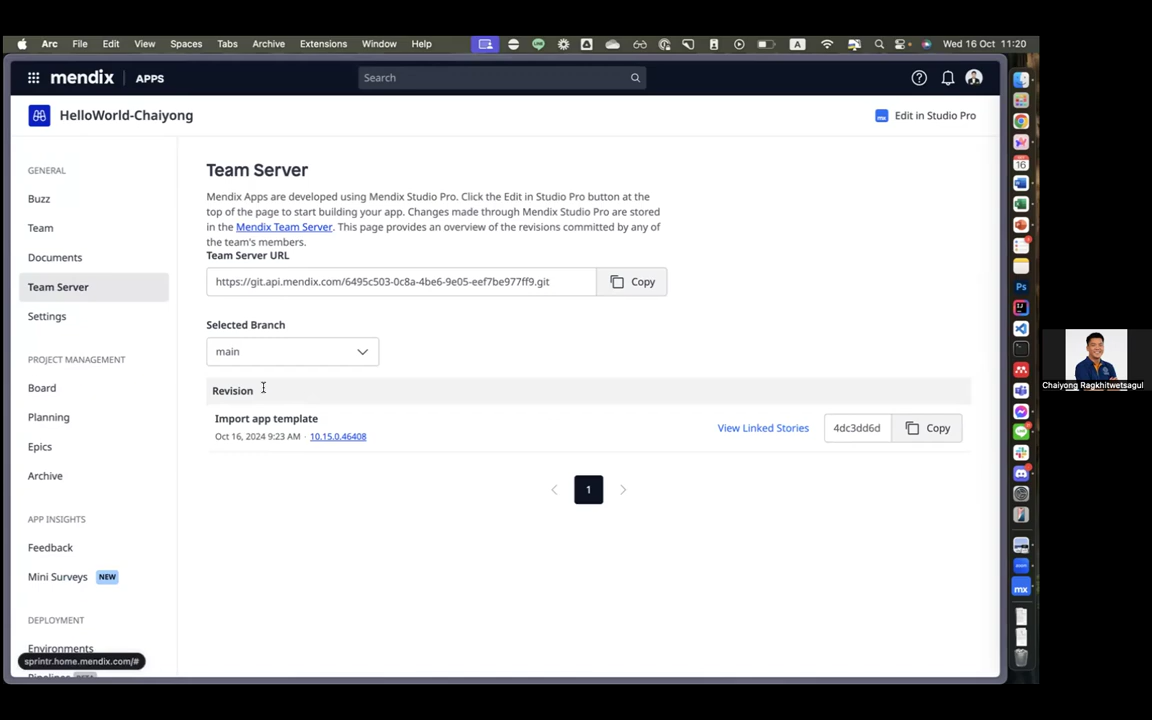 Arc File Edit View Spaces Tabs Archive Extensions Window Help A Wed 16 Oct 11:20
mendix APPS Search
HelloWorld-Chaiyong Edit in Studio Pro
GENERAL
Buzz
Team
Documents
Team Server
Settings
PROJECT MANAGEMENT
Board
Planning
Epics
Archive
APP INSIGHTS
Feedback
Mini Surveys NEW
DEPLOYMENT
Environments
sprintr.home.mendix.com/#
Pipelines BETA
Team Server
Mendix Apps are developed using Mendix Studio Pro. Click the Edit in Studio Pro button at the
top of the page to start building your app. Changes made through Mendix Studio Pro are stored
in the Mendix Team Server. This page provides an overview of the revisions committed by any of
the team's members.
Team Server URL
https://git.api.mendix.com/6495c503-0c8a-4be6-9e05-eef7be977ff9.git Copy
Selected Branch
main
Revision
Import app template
Oct 16, 2024 9:23 AM · 10.15.0.46408
View Linked Stories 4dc3dd6d Copy
1
16
Ps
mx
Chaiyong Ragkhitwetsagul